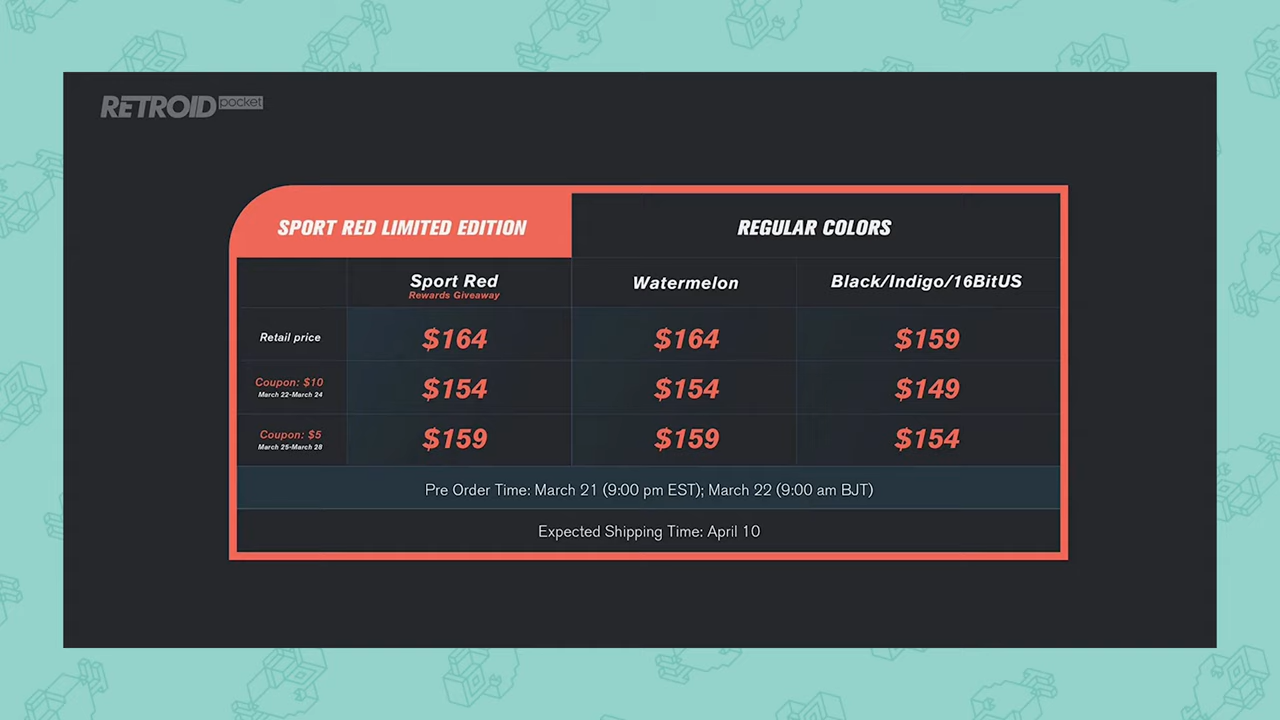 RETROID pocket
SPORT RED LIMITED EDITION REGULAR COLORS
Sport Red Watermelon Black/Indigo/16BitUS
Rewards Giveaway
Retail price $164 $164 $159
Coupon: $10 $154 $154 $149
March 22-March 24
Coupon: $5 $159 $159 $154
March 25-March 28
Pre Order Time: March 21 (9:00 pm EST); March 22 (9:00 am BJT)
Expected Shipping Time: April 10